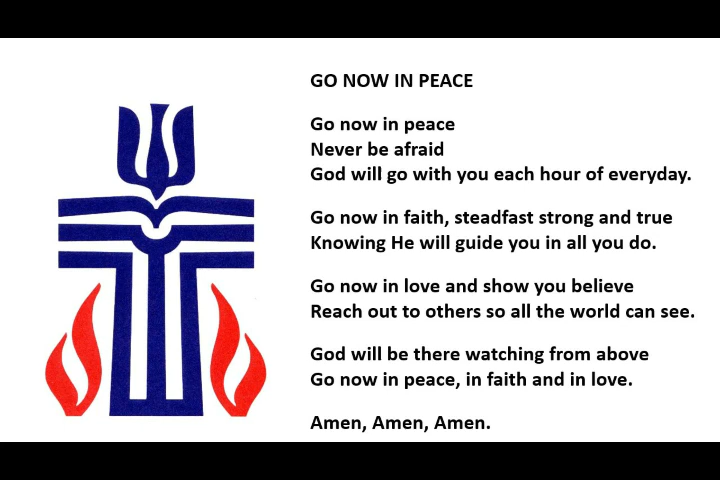 GO NOW IN PEACE
Go now in peace
Never be afraid
God will go with you each hour of everyday.
Go now in faith, steadfast strong and true
Knowing He will guide you in all you do.
Go now in love and show you believe
Reach out to others so all the world can see.
God will be there watching from above
Go now in peace, in faith and in love.
Amen, Amen, Amen.